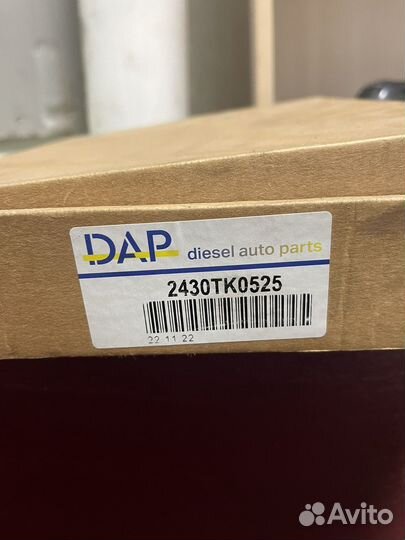 DAP diesel auto parts
2430TK0525
22 11 22
Avito